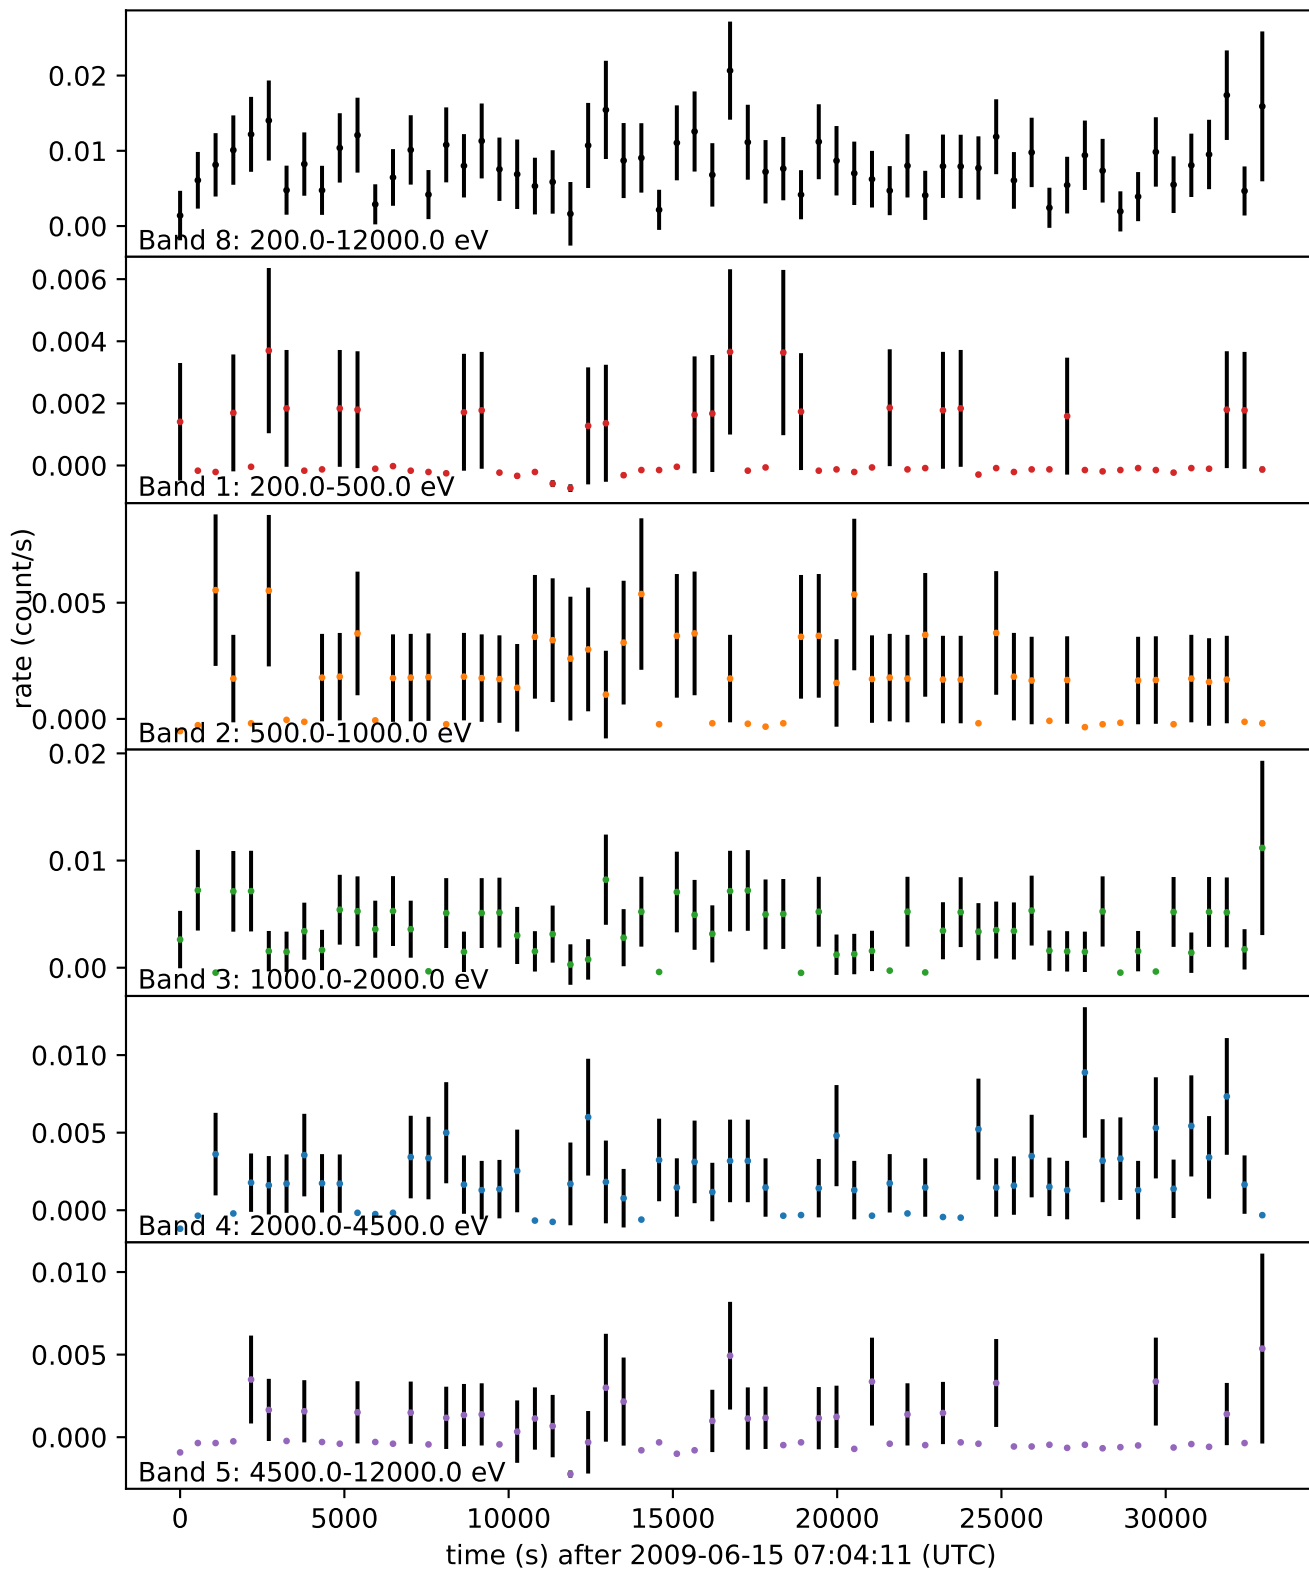 0.02
0.01
0.00
Band 8: 200.0-12000.0 eV
0.006
0.004
0.002
0.000
Band 1: 200.0-500.0 eV
rate (count/s)
0.005
0.000
Band 2: 500.0-1000.0 eV
0.02
0.01
0.00
Band 3: 1000.0-2000.0 eV
0.010
0.005
0.000
Band 4: 2000.0-4500.0 eV
0.010
0.005
0.000
Band 5: 4500.0-12000.0 eV
0 5000 10000 15000 20000 25000 30000
time (s) after 2009-06-15 07:04:11 (UTC)